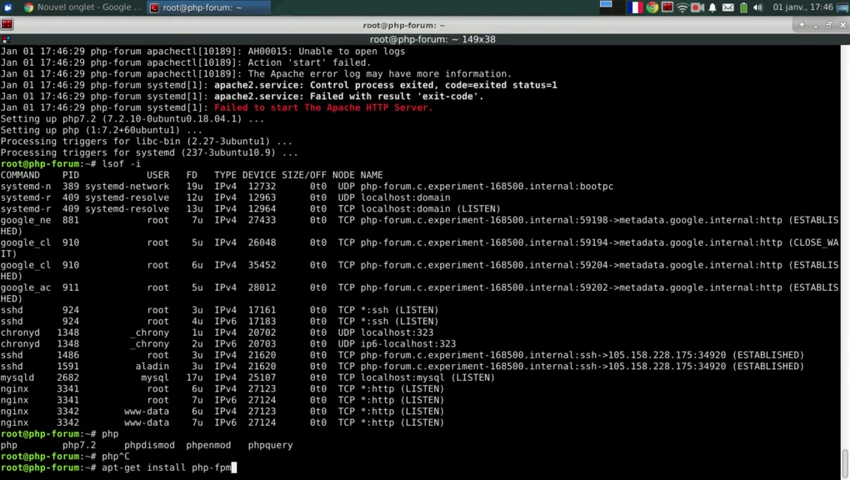 Nouvel onglet - Google ...
root@php-forum: ~
01 janv., 17:46
root@php-forum: ~ 149x38
Jan 01 17:46:29 php-forum apachectl[10189]: AH00015: Unable to open logs
Jan 01 17:46:29 php-forum apachectl[10189]: Action 'start' failed.
Jan 01 17:46:29 php-forum apachectl[10189]: The Apache error log may have more information.
Jan 01 17:46:29 php-forum systemd[1]: apache2.service: Control process exited, code=exited status=1
Jan 01 17:46:29 php-forum systemd[1]: apache2.service: Failed with result 'exit-code'.
Jan 01 17:46:29 php-forum systemd[1]: Failed to start The Apache HTTP Server.
Setting up php7.2 (7.2.10-0ubuntu0.18.04.1) ...
Setting up php (1:7.2+60ubuntu1) ...
Processing triggers for libc-bin (2.27-3ubuntu1) ...
Processing triggers for systemd (237-3ubuntu10.9) ...
root@php-forum:~# lsof -i
COMMAND PID USER FD TYPE DEVICE SIZE/OFF NODE NAME
systemd-n 389 systemd-network 19u IPv4 12732 0t0 UDP php-forum.c.experiment-168500.internal:bootpc
systemd-r 409 systemd-resolve 12u IPv4 12963 0t0 UDP localhost:domain
systemd-r 409 systemd-resolve 13u IPv4 12964 0t0 TCP localhost:domain (LISTEN)
google_ne 881 root 7u IPv4 27433 0t0 TCP php-forum.c.experiment-168500.internal:59198->metadata.google.internal:http (ESTABLIS
HED)
google_cl 910 root 5u IPv4 26048 0t0 TCP php-forum.c.experiment-168500.internal:59194->metadata.google.internal:http (CLOSE_WA
IT)
google_cl 910 root 6u IPv4 35452 0t0 TCP php-forum.c.experiment-168500.internal:59204->metadata.google.internal:http (ESTABLIS
HED)
google_ac 911 root 5u IPv4 28012 0t0 TCP php-forum.c.experiment-168500.internal:59202->metadata.google.internal:http (ESTABLIS
HED)
sshd 924 root 3u IPv4 17161 0t0 TCP *:ssh (LISTEN)
sshd 924 root 4u IPv6 17183 0t0 TCP *:ssh (LISTEN)
chronyd 1348 _chrony 1u IPv4 20702 0t0 UDP localhost:323
chronyd 1348 _chrony 2u IPv6 20703 0t0 UDP ip6-localhost:323
sshd 1486 root 3u IPv4 21620 0t0 TCP php-forum.c.experiment-168500.internal:ssh->105.158.228.175:34920 (ESTABLISHED)
sshd 1591 aladin 3u IPv4 21620 0t0 TCP php-forum.c.experiment-168500.internal:ssh->105.158.228.175:34920 (ESTABLISHED)
mysqld 2682 mysql 17u IPv4 25107 0t0 TCP localhost:mysql (LISTEN)
nginx 3341 root 6u IPv4 27123 0t0 TCP *:http (LISTEN)
nginx 3341 root 7u IPv6 27124 0t0 TCP *:http (LISTEN)
nginx 3342 www-data 6u IPv4 27123 0t0 TCP *:http (LISTEN)
nginx 3342 www-data 7u IPv6 27124 0t0 TCP *:http (LISTEN)
root@php-forum:~# php
php php7.2 phpdismod phpenmod phpquery
root@php-forum:~# php^C
root@php-forum:~# apt-get install php-fpm